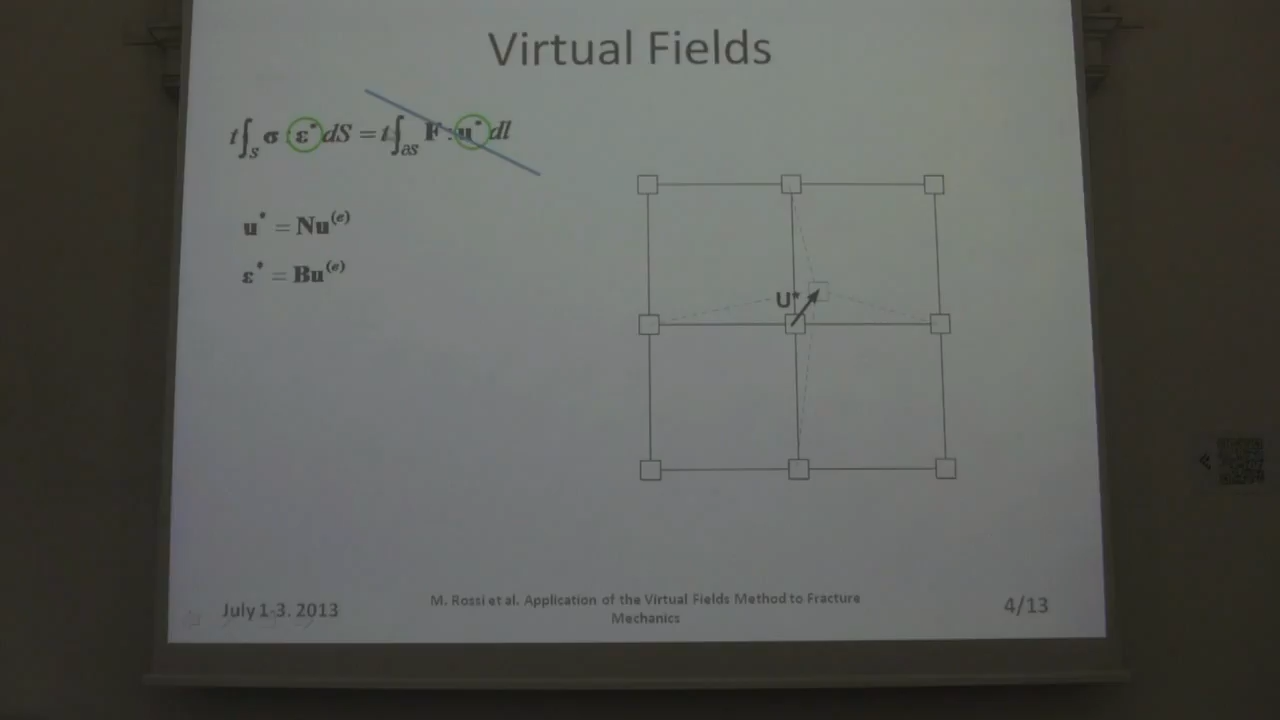 Virtual Fields
t∫_S σ : ε* dS = t∫_∂S F : u* dl
u* = Nu^(e)
ε* = Bu^(e)
U*
July 1-3. 2013
M. Rossi et al. Application of the Virtual Fields Method to Fracture
Mechanics
4/13